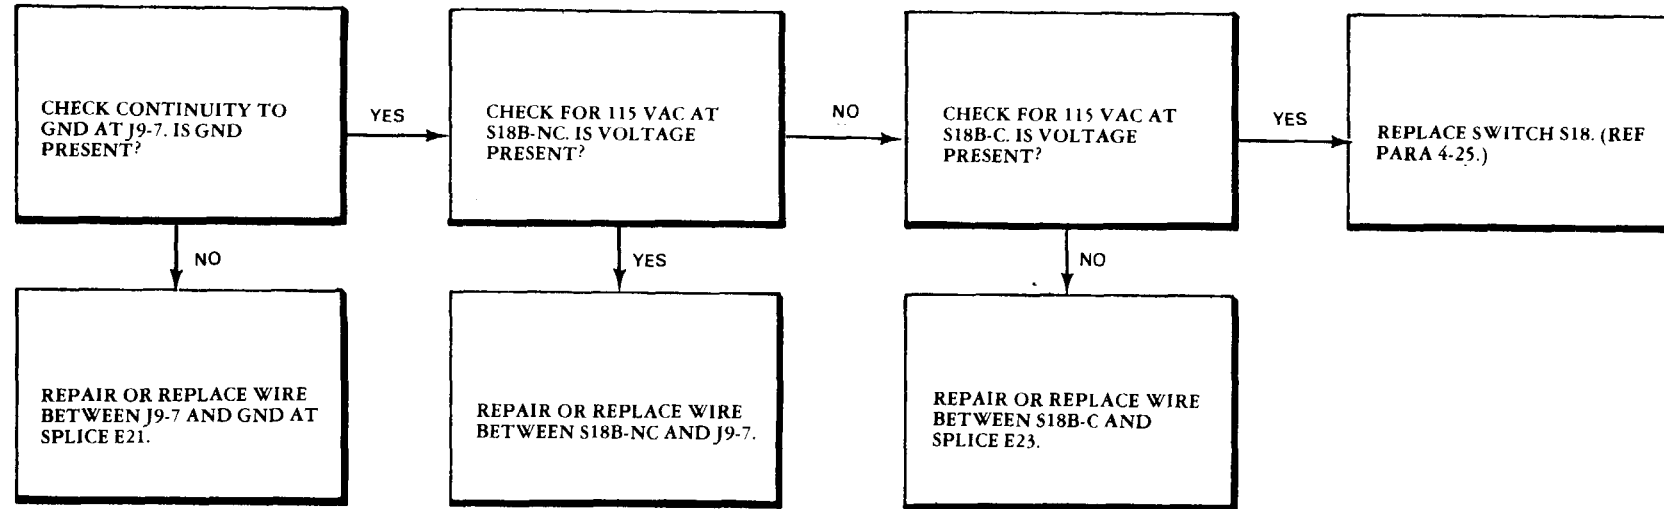 CHECK CONTINUITY TO
GND AT J9-7. IS GND
PRESENT?
YES
CHECK FOR 115 VAC AT
S18B-NC. IS VOLTAGE
PRESENT?
NO
CHECK FOR 115 VAC AT
S18B-C. IS VOLTAGE
PRESENT?
YES
REPLACE SWITCH S18. (REF
PARA 4-25.)
NO
YES
NO
REPAIR OR REPLACE WIRE
BETWEEN J9-7 AND GND AT
SPLICE E21.
REPAIR OR REPLACE WIRE
BETWEEN S18B-NC AND J9-7.
REPAIR OR REPLACE WIRE
BETWEEN S18B-C AND
SPLICE E23.